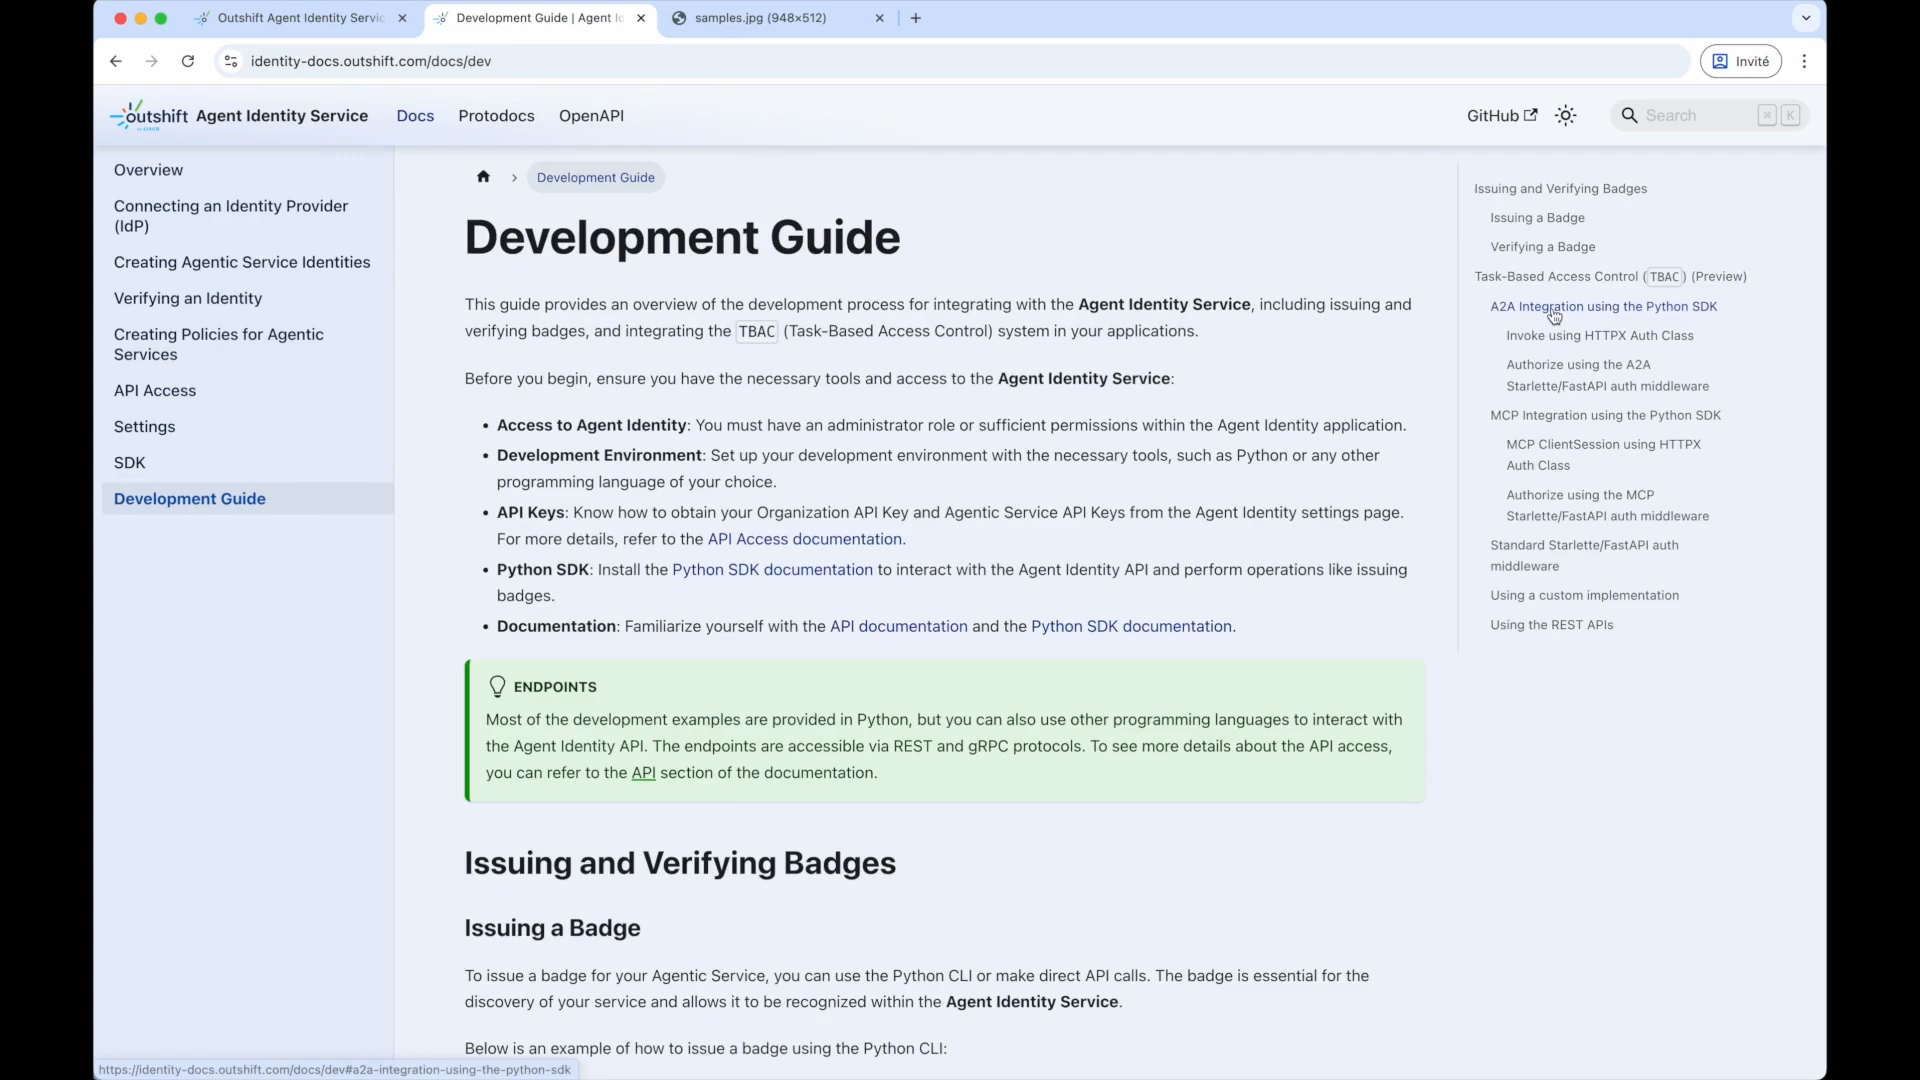 Outshift Agent Identity Servic
Development Guide | Agent Id
samples.jpg (948×512)
identity-docs.outshift.com/docs/dev
Invité
outshift
by CISCO
Agent Identity Service
Docs
Protodocs
OpenAPI
GitHub
Search
⌘ K
Overview
Connecting an Identity Provider
(IdP)
Creating Agentic Service Identities
Verifying an Identity
Creating Policies for Agentic
Services
API Access
Settings
SDK
Development Guide
Development Guide
Development Guide
This guide provides an overview of the development process for integrating with the Agent Identity Service, including issuing and
verifying badges, and integrating the TBAC (Task-Based Access Control) system in your applications.
Before you begin, ensure you have the necessary tools and access to the Agent Identity Service:
• Access to Agent Identity: You must have an administrator role or sufficient permissions within the Agent Identity application.
• Development Environment: Set up your development environment with the necessary tools, such as Python or any other
programming language of your choice.
• API Keys: Know how to obtain your Organization API Key and Agentic Service API Keys from the Agent Identity settings page.
For more details, refer to the API Access documentation.
• Python SDK: Install the Python SDK documentation to interact with the Agent Identity API and perform operations like issuing
badges.
• Documentation: Familiarize yourself with the API documentation and the Python SDK documentation.
ENDPOINTS
Most of the development examples are provided in Python, but you can also use other programming languages to interact with
the Agent Identity API. The endpoints are accessible via REST and gRPC protocols. To see more details about the API access,
you can refer to the API section of the documentation.
Issuing and Verifying Badges
Issuing a Badge
To issue a badge for your Agentic Service, you can use the Python CLI or make direct API calls. The badge is essential for the
discovery of your service and allows it to be recognized within the Agent Identity Service.
Below is an example of how to issue a badge using the Python CLI:
Issuing and Verifying Badges
Issuing a Badge
Verifying a Badge
Task-Based Access Control (TBAC) (Preview)
A2A Integration using the Python SDK
Invoke using HTTPX Auth Class
Authorize using the A2A
Starlette/FastAPI auth middleware
MCP Integration using the Python SDK
MCP ClientSession using HTTPX
Auth Class
Authorize using the MCP
Starlette/FastAPI auth middleware
Standard Starlette/FastAPI auth
middleware
Using a custom implementation
Using the REST APIs
https://identity-docs.outshift.com/docs/dev#a2a-integration-using-the-python-sdk